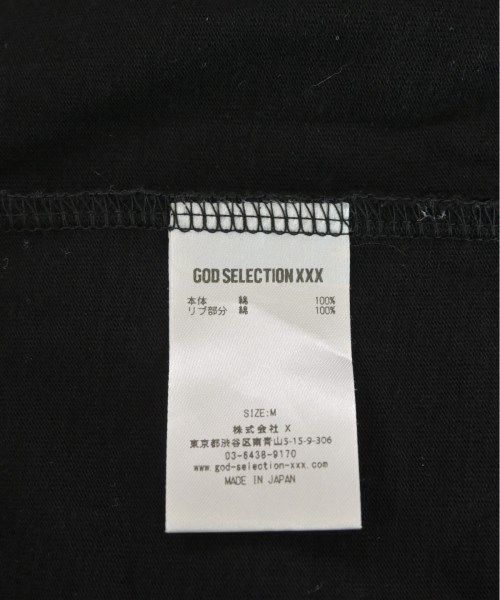 GOD SELECTION XXX
本体 綿 100%
リブ部分 綿 100%
SIZE:M
株式会社 X
東京都渋谷区南青山5-15-9-306
03-6438-9170
www.god-selection-xxx.com
MADE IN JAPAN